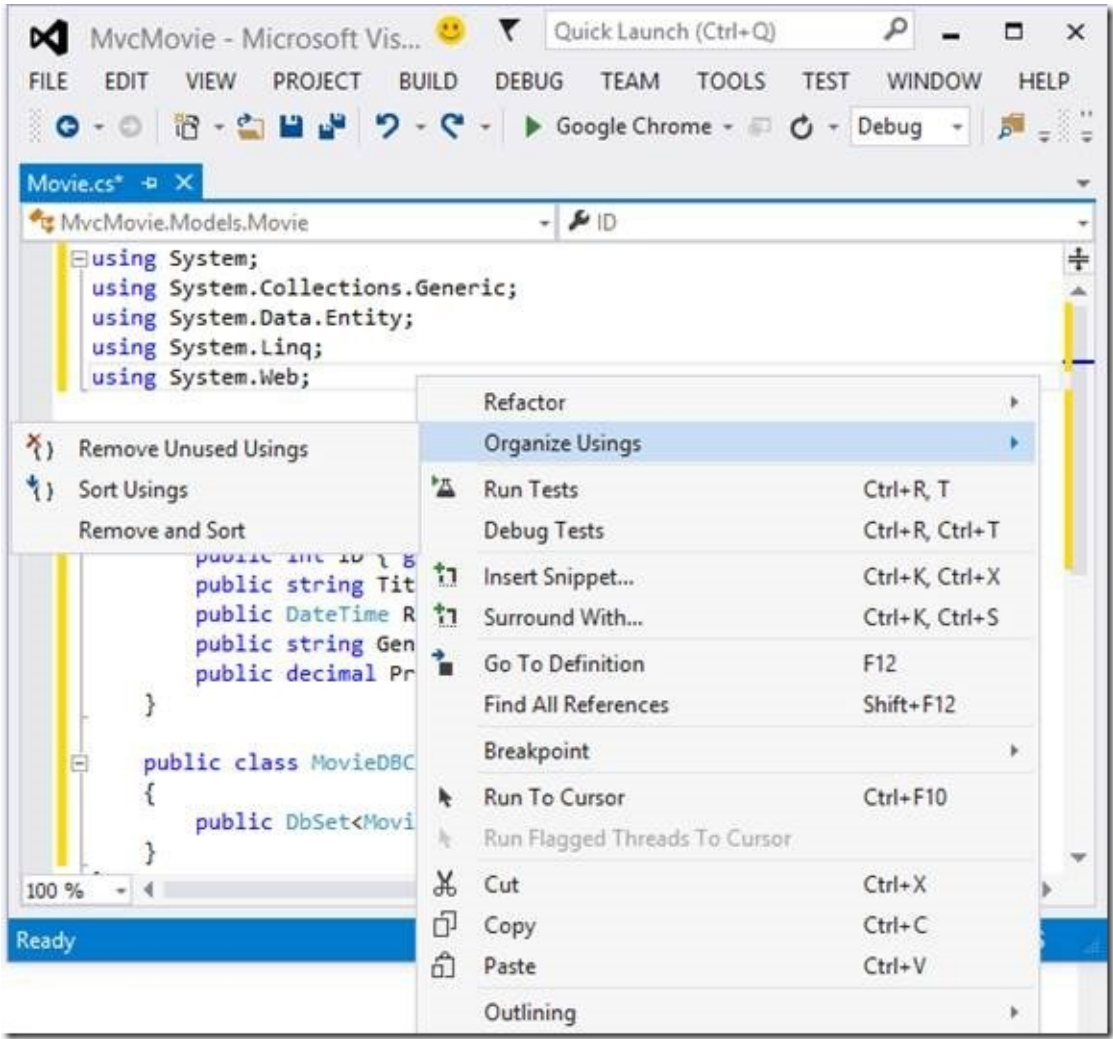 MvcMovie - Microsoft Vis...
Quick Launch (Ctrl+Q)
FILE EDIT VIEW PROJECT BUILD DEBUG TEAM TOOLS TEST WINDOW HELP
Google Chrome
Debug
Movie.cs*
MvcMovie.Models.Movie
ID
using System;
using System.Collections.Generic;
using System.Data.Entity;
using System.Linq;
using System.Web;
Refactor
Organize Usings
Remove Unused Usings
Sort Usings
Remove and Sort
Run Tests Ctrl+R, T
Debug Tests Ctrl+R, Ctrl+T
Insert Snippet... Ctrl+K, Ctrl+X
Surround With... Ctrl+K, Ctrl+S
Go To Definition F12
Find All References Shift+F12
Breakpoint
Run To Cursor Ctrl+F10
Run Flagged Threads To Cursor
Cut Ctrl+X
Copy Ctrl+C
Paste Ctrl+V
Outlining
public int ID { g
public string Tit
public DateTime R
public string Gen
public decimal Pr
}
public class MovieDBC
{
public DbSet<Movi
}
100 %
Ready